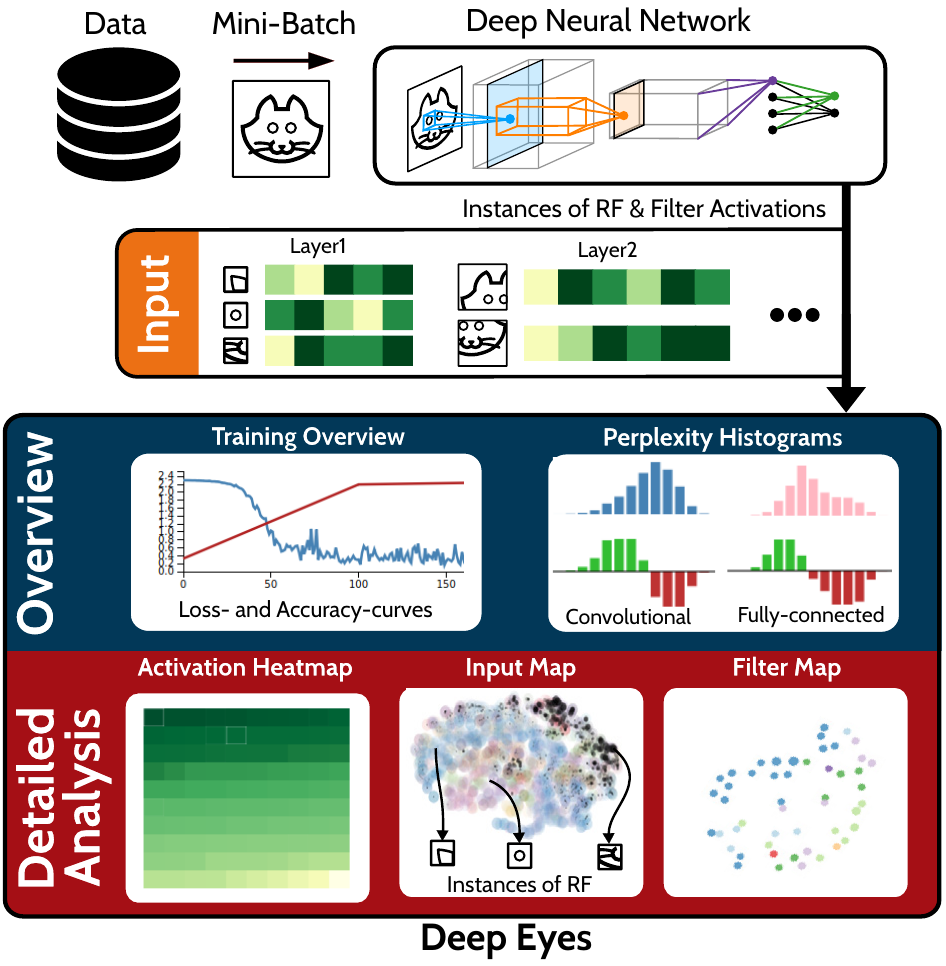 Data
Mini-Batch
Deep Neural Network
Instances of RF & Filter Activations
Input
Layer1
Layer2
Overview
Training Overview
2.4
2.2
2.0
1.8
1.6
1.4
1.2
1.0
0.8
0.6
0.4
0.2
0.0
0 50 100 150
Loss- and Accuracy-curves
Perplexity Histograms
Convolutional
Fully-connected
Detailed
Analysis
Activation Heatmap
Input Map
Instances of RF
Filter Map
Deep Eyes